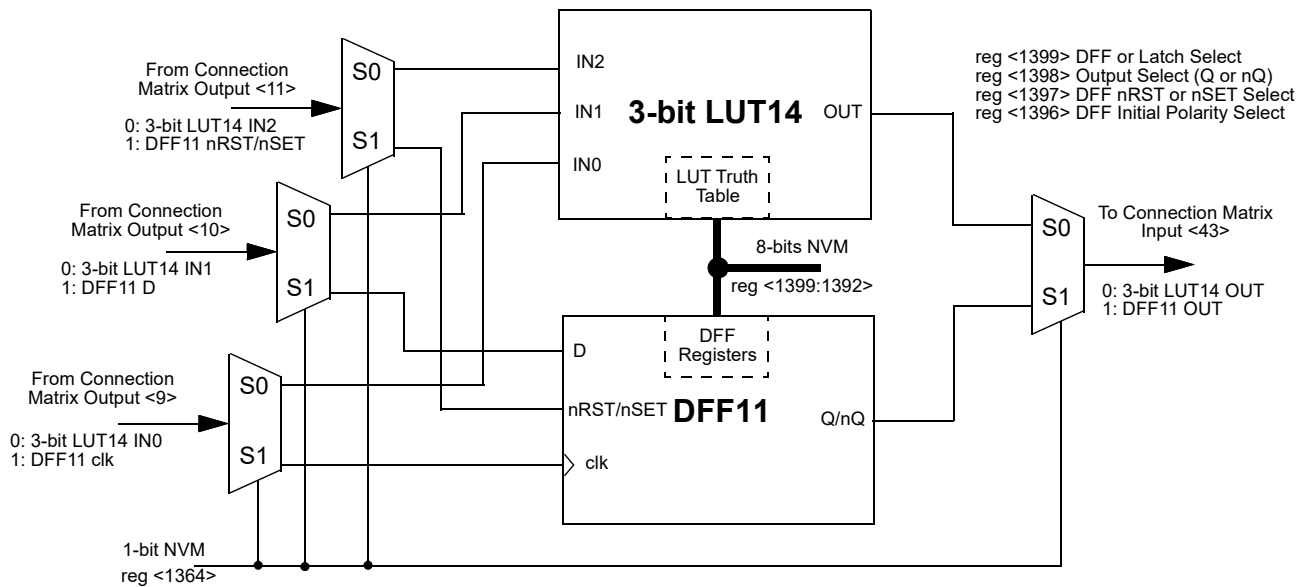 From Connection
Matrix Output <11>
0: 3-bit LUT14 IN2
1: DFF11 nRST/nSET
S0
S1
From Connection
Matrix Output <10>
0: 3-bit LUT14 IN1
1: DFF11 D
S0
S1
From Connection
Matrix Output <9>
0: 3-bit LUT14 IN0
1: DFF11 clk
S0
S1
1-bit NVM
reg <1364>
IN2
IN1
IN0
3-bit LUT14
OUT
LUT Truth
Table
8-bits NVM
reg <1399:1392>
DFF
Registers
D
nRST/nSET
clk
DFF11
Q/nQ
reg <1399> DFF or Latch Select
reg <1398> Output Select (Q or nQ)
reg <1397> DFF nRST or nSET Select
reg <1396> DFF Initial Polarity Select
S0
S1
To Connection Matrix
Input <43>
0: 3-bit LUT14 OUT
1: DFF11 OUT